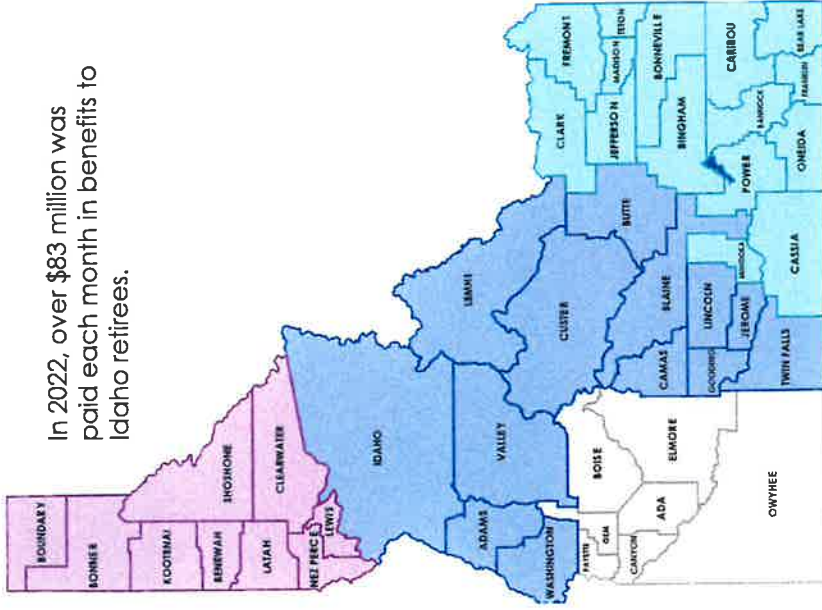 In 2022, over $83 million was
paid each month in benefits to
Idaho retirees.
BOUNDARY
BONNER
KOOTENAI
SHOSHONE
BENEWAH
LATAH
CLEARWATER
NEZ PERCE
LEWIS
IDAHO
LEMHI
ADAMS
VALLEY
WASHINGTON
CUSTER
CLARK
FREMONT
BUTTE
JEFFERSON
MADISON
TETON
PAYETTE
GEM
BOISE
CAMAS
BLAINE
BINGHAM
BONNEVILLE
CANYON
ADA
ELMORE
GOODING
LINCOLN
JEROME
MINIDOKA
POWER
BANNOCK
CARIBOU
OWYHEE
TWIN FALLS
CASSIA
ONEIDA
FRANKLIN
BEAR LAKE